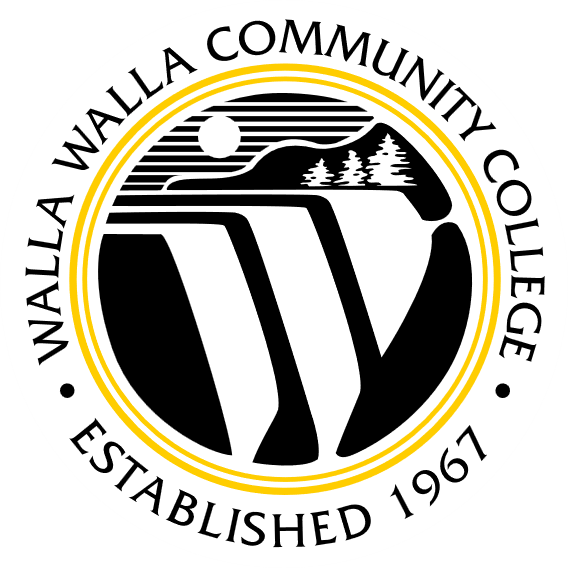 WALLA WALLA COMMUNITY COLLEGE
• ESTABLISHED 1967 •